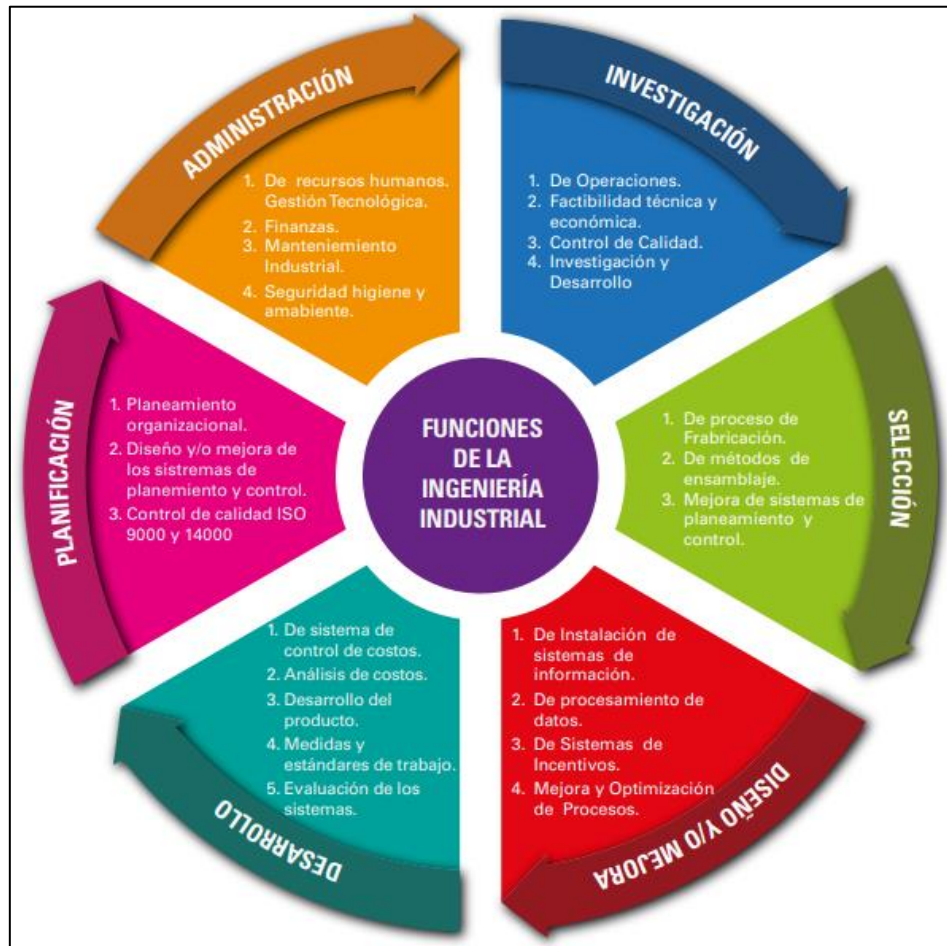 FUNCIONES
DE LA
INGENIERÍA
INDUSTRIAL
INVESTIGACIÓN
1. De Operaciones.
2. Factibilidad técnica y
económica.
3. Control de Calidad.
4. Investigación y
Desarrollo
SELECCIÓN
1. De proceso de
Frabricación.
2. De métodos de
ensamblaje.
3. Mejora de sistemas de
planeamiento y
control.
DISEÑO Y/O MEJORA
1. De Instalación de
sistemas de
información.
2. De procesamiento de
datos.
3. De Sistemas de
Incentivos.
4. Mejora y Optimización
de Procesos.
DESARROLLO
1. De sistema de
control de costos.
2. Análisis de costos.
3. Desarrollo del
producto.
4. Medidas y
estándares de trabajo.
5. Evaluación de los
sistemas.
PLANIFICACIÓN
1. Planeamiento
organizacional.
2. Diseño y/o mejora de
los sistremas de
planemiento y control.
3. Control de calidad ISO
9000 y 14000
ADMINISTRACIÓN
1. De recursos humanos.
Gestión Tecnológica.
2. Finanzas.
3. Manteniemiento
Industrial.
4. Seguridad higiene y
amabiente.